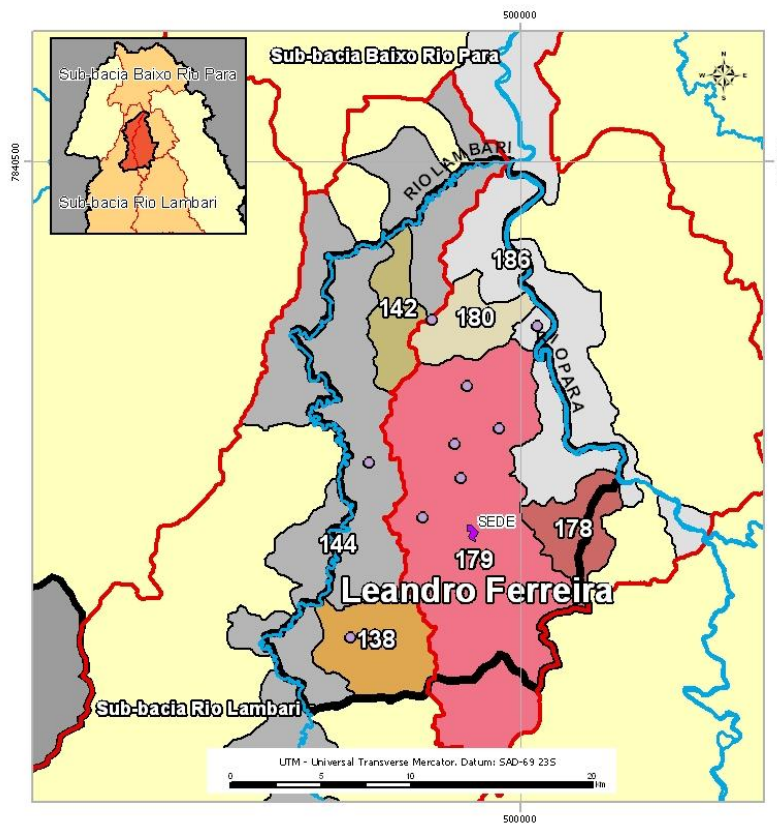 500000
Sub-bacia Baixo Rio Para
Sub-bacia Baixo Rio Para
W E
S
7840500
RIO LAMBARI
Sub-bacia Rio Lambari
186
142
180
O PARA
SEDE
178
144
179
Leandro Ferreira
138
Sub-bacia Rio Lambari
UTM - Universal Transverse Mercator. Datum: SAD-69 23S
0 5 10 20
km
500000